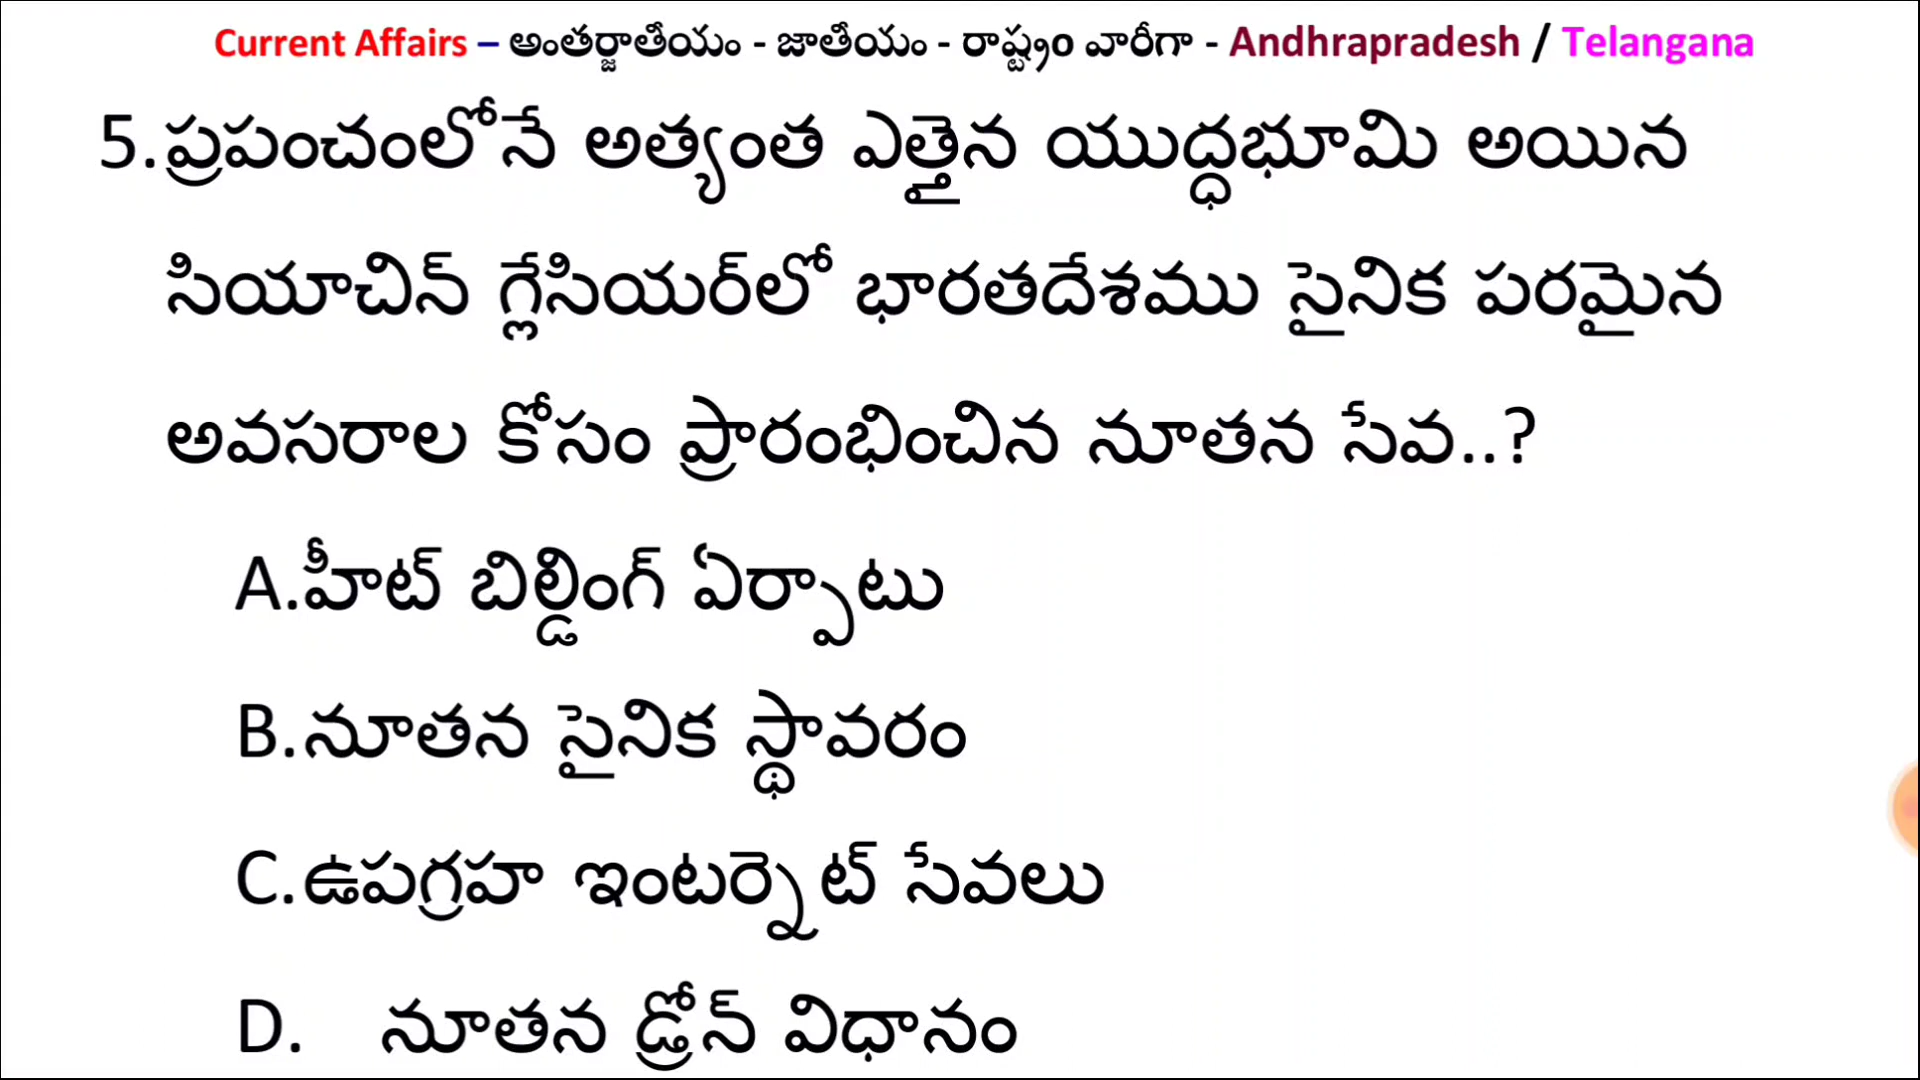 Current Affairs – అంతర్జాతీయం - జాతీయం - రాష్ట్రం వారీగా - Andhrapradesh / Telangana
5.ప్రపంచంలోనే అత్యంత ఎత్తైన యుద్ధభూమి అయిన
సియాచిన్ గ్లేసియర్‌లో భారతదేశము సైనిక పరమైన
అవసరాల కోసం ప్రారంభించిన నూతన సేవ..?
A.హీట్ బిల్డింగ్ ఏర్పాటు
B.నూతన సైనిక స్థావరం
C.ఉపగ్రహ ఇంటర్నెట్ సేవలు
D. నూతన డ్రోన్ విధానం